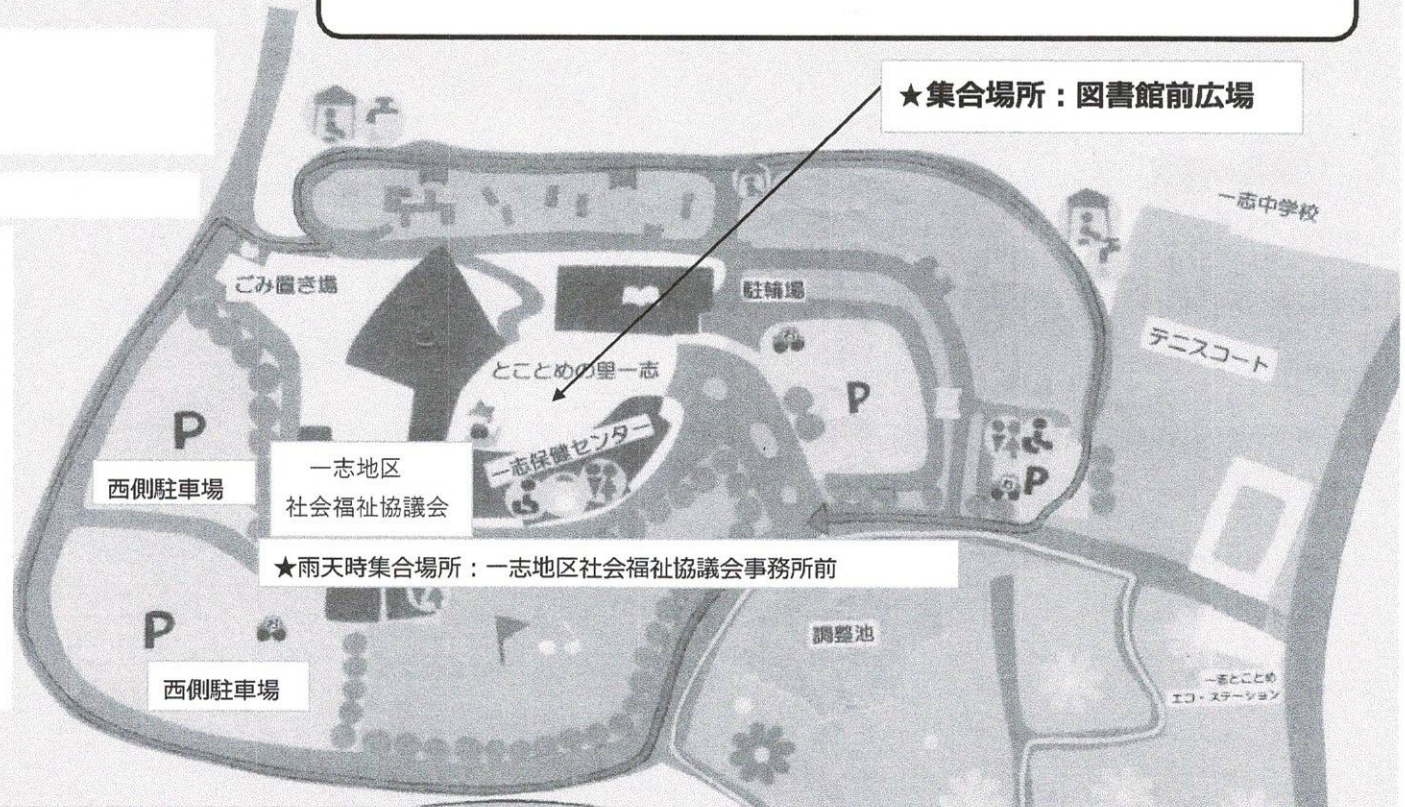 ★集合場所：図書館前広場
一志中学校
ごみ置き場
駐輪場
テニスコート
とことめの里一志
P
P
一志保健センター
一志地区
社会福祉協議会
西側駐車場
P
★雨天時集合場所：一志地区社会福祉協議会事務所前
P
調整池
西側駐車場
一志とことめ
エコ・ステーション